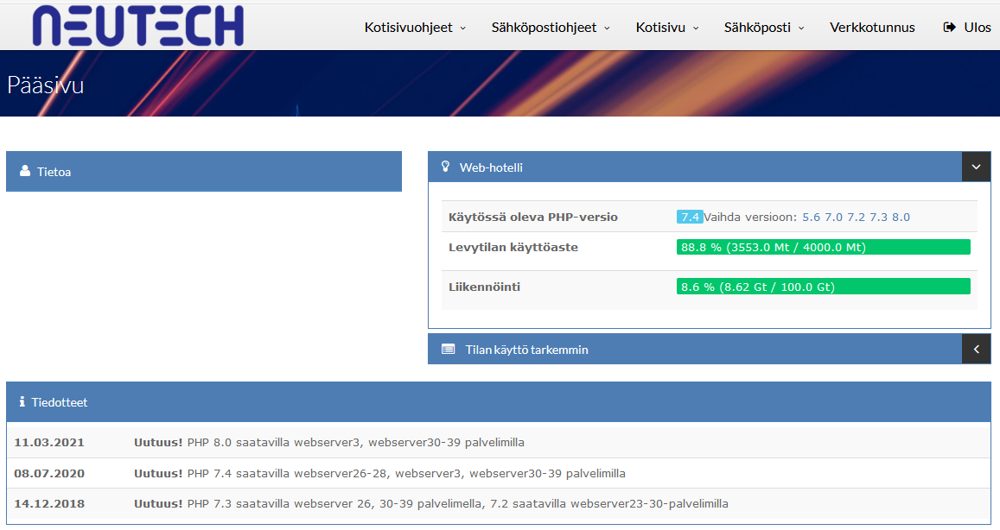 NEUTECH
Kotisivuohjeet Sähköpostiohjeet Kotisivu Sähköposti Verkkotunnus Ulos
Pääsivu
Tietoa
Web-hotelli
Käytössä oleva PHP-versio 7.4 Vaihda versioon: 5.6 7.0 7.2 7.3 8.0
Levytilan käyttöaste 88.8 % (3553.0 Mt / 4000.0 Mt)
Liikennöinti 8.6 % (8.62 Gt / 100.0 Gt)
Tilan käyttö tarkemmin
Tiedotteet
11.03.2021 Uutuus! PHP 8.0 saatavilla webserver3, webserver30-39 palvelimilla
08.07.2020 Uutuus! PHP 7.4 saatavilla webserver26-28, webserver3, webserver30-39 palvelimilla
14.12.2018 Uutuus! PHP 7.3 saatavilla webserver 26, 30-39 palvelimella, 7.2 saatavilla webserver23-30-palvelimilla